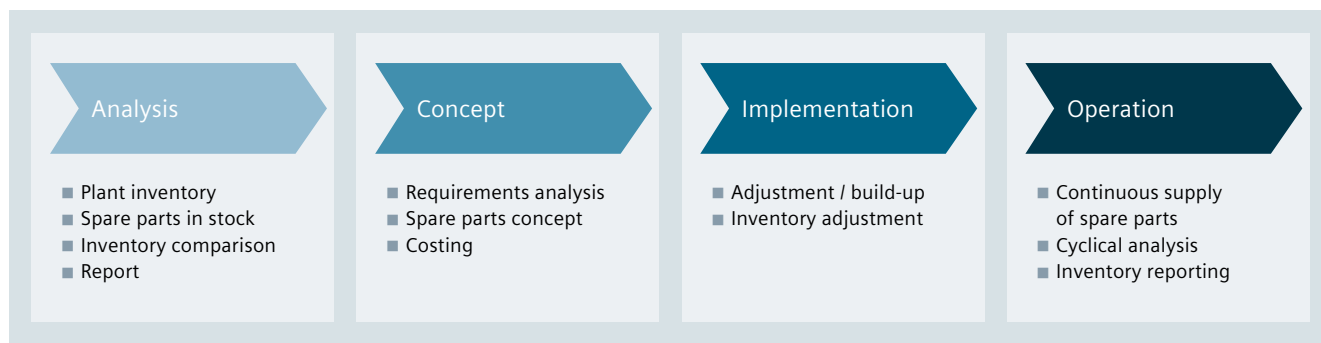 Analysis
Plant inventory
Spare parts in stock
Inventory comparison
Report
Concept
Requirements analysis
Spare parts concept
Costing
Implementation
Adjustment / build-up
Inventory adjustment
Operation
Continuous supply
of spare parts
Cyclical analysis
Inventory reporting